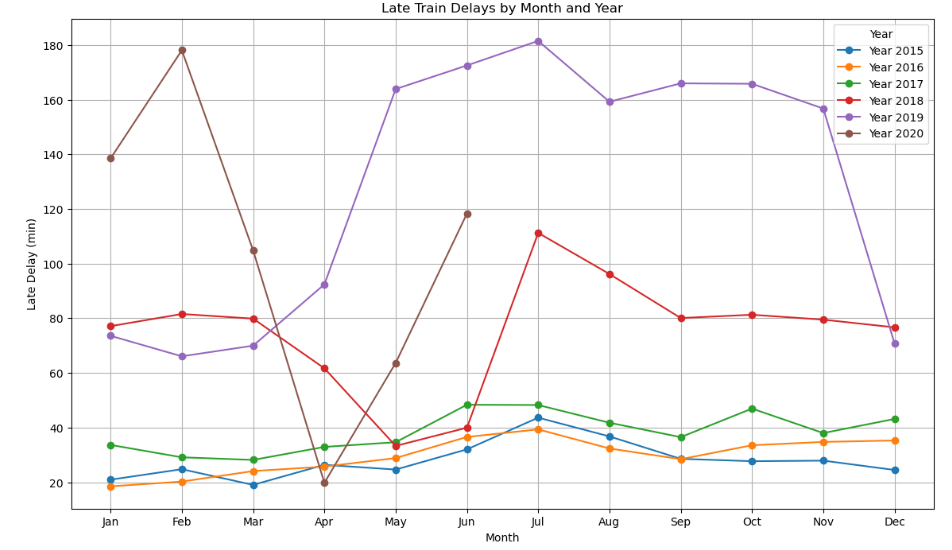 Late Train Delays by Month and Year
Year
Year 2015
Year 2016
Year 2017
Year 2018
Year 2019
Year 2020
Late Delay (min)
180
160
140
120
100
80
60
40
20
Jan Feb Mar Apr May Jun Jul Aug Sep Oct Nov Dec
Month